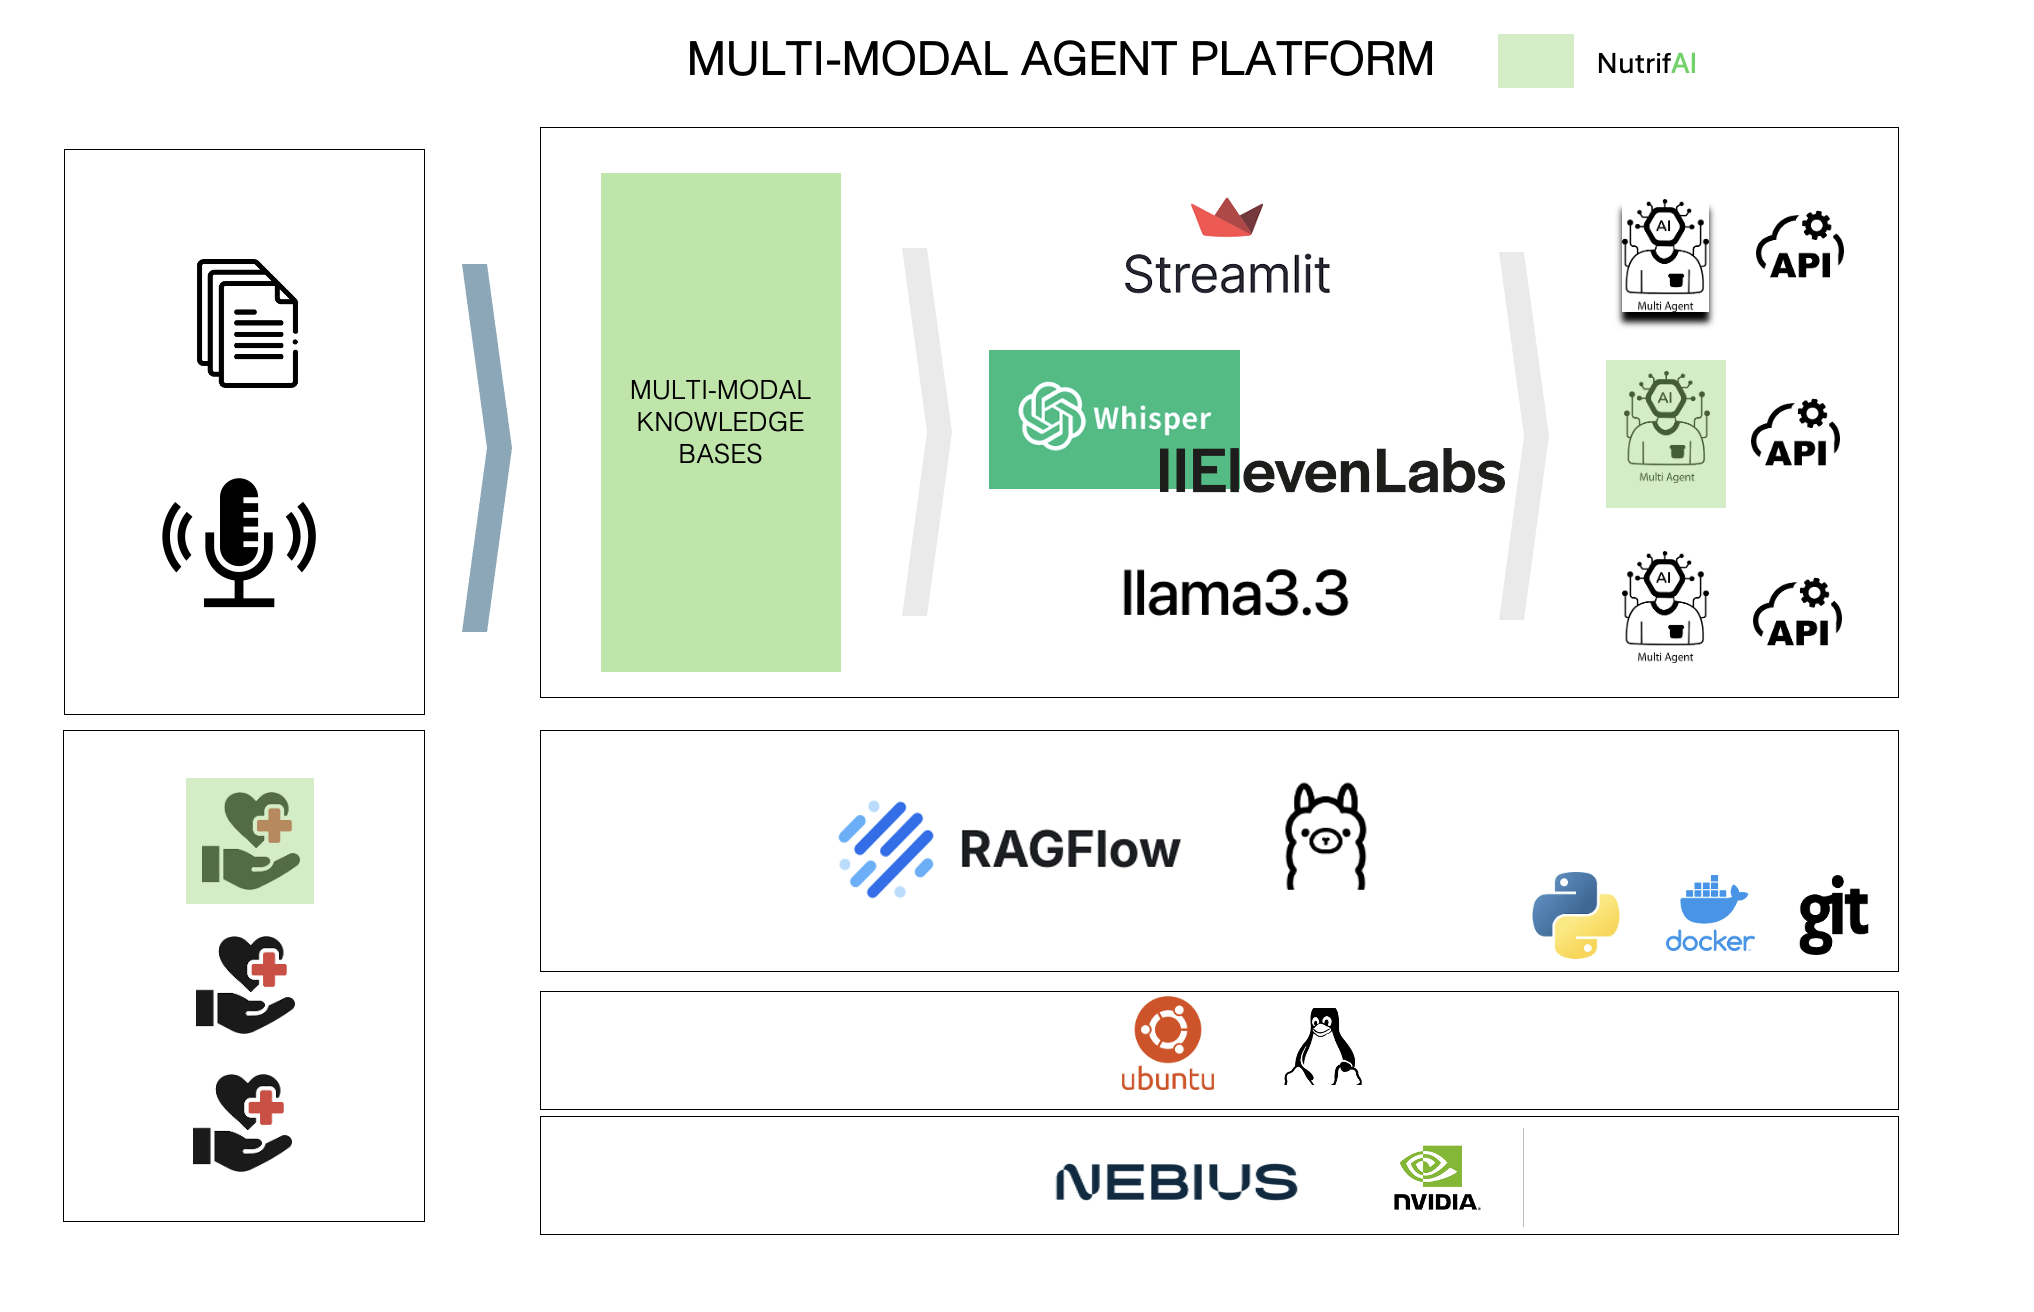 MULTI-MODAL AGENT PLATFORM
NutrifAI
MULTI-MODAL
KNOWLEDGE
BASES
Streamlit
Whisper
IIElevenLabs
llama3.3
AI
Multi Agent
API
AI
Multi Agent
API
AI
Multi Agent
API
RAGFlow
docker
git
ubuntu
NEBIUS
NVIDIA